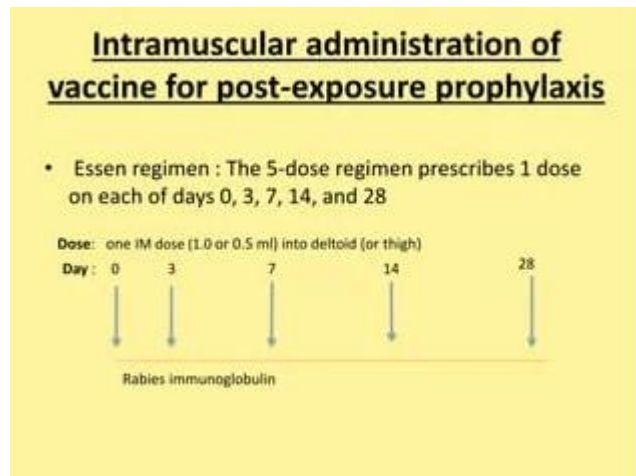 Intramuscular administration of
vaccine for post-exposure prophylaxis
• Essen regimen : The 5-dose regimen prescribes 1 dose
on each of days 0, 3, 7, 14, and 28
Dose: one IM dose (1.0 or 0.5 ml) into deltoid (or thigh)
Day : 0 3 7 14 28
Rabies immunoglobulin